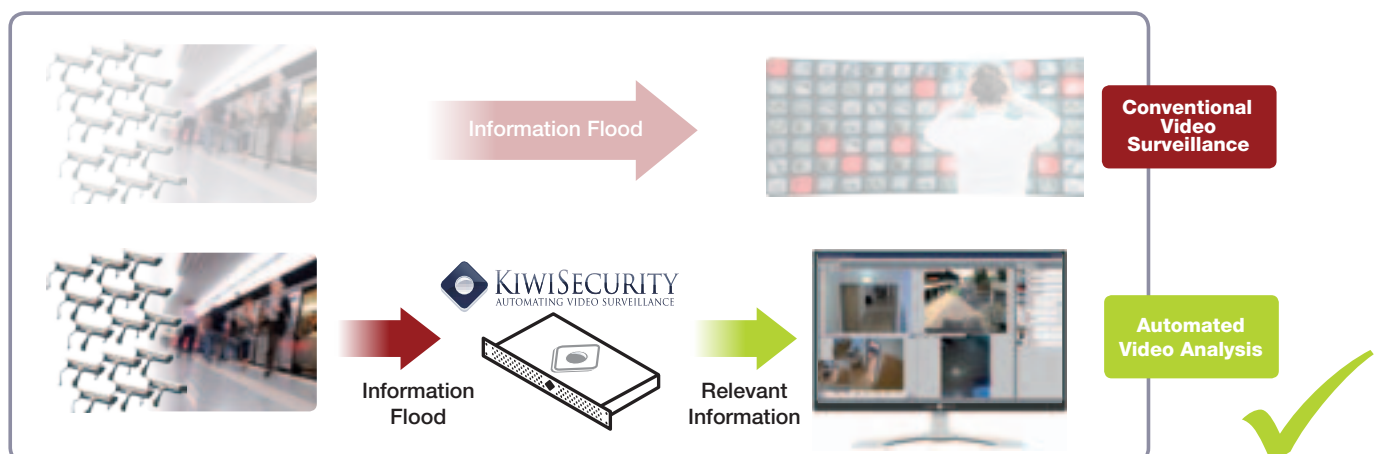 Information Flood
Conventional
Video
Surveillance
KIWISECURITY
AUTOMATING VIDEO SURVEILLANCE
Information
Flood
Relevant
Information
Automated
Video Analysis